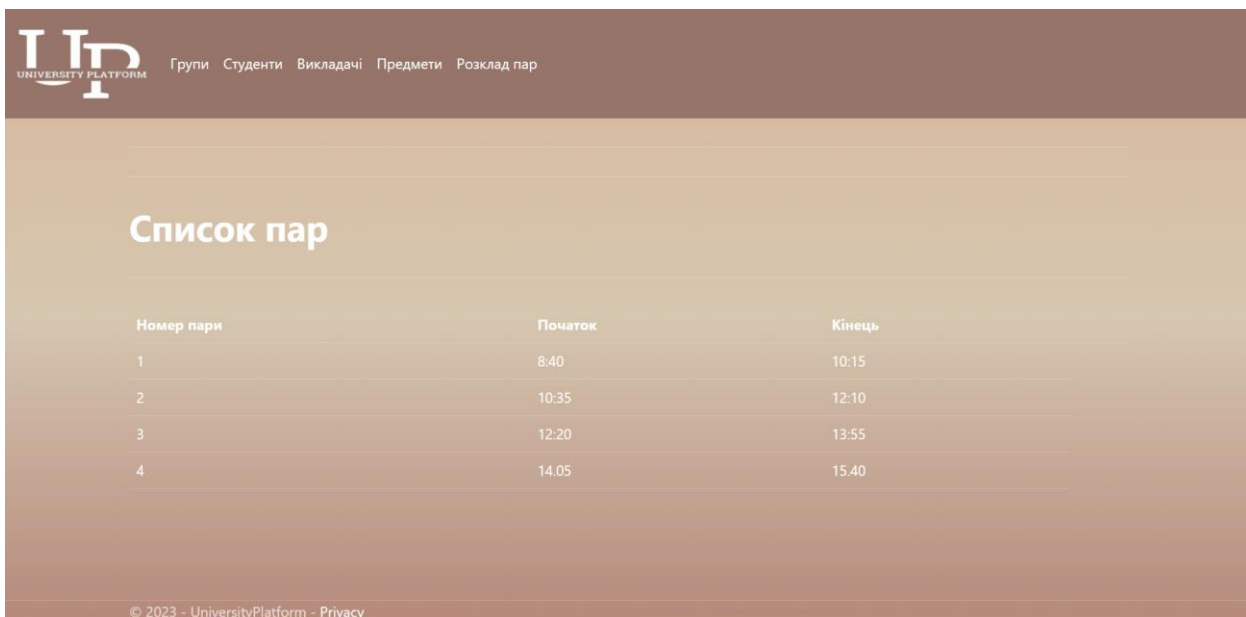 UP
UNIVERSITY PLATFORM
Групи Студенти Викладачі Предмети Розклад пар
Список пар
Номер пари Початок Кінець
1 8:40 10:15
2 10:35 12:10
3 12:20 13:55
4 14.05 15.40
© 2023 - UniversityPlatform - Privacy